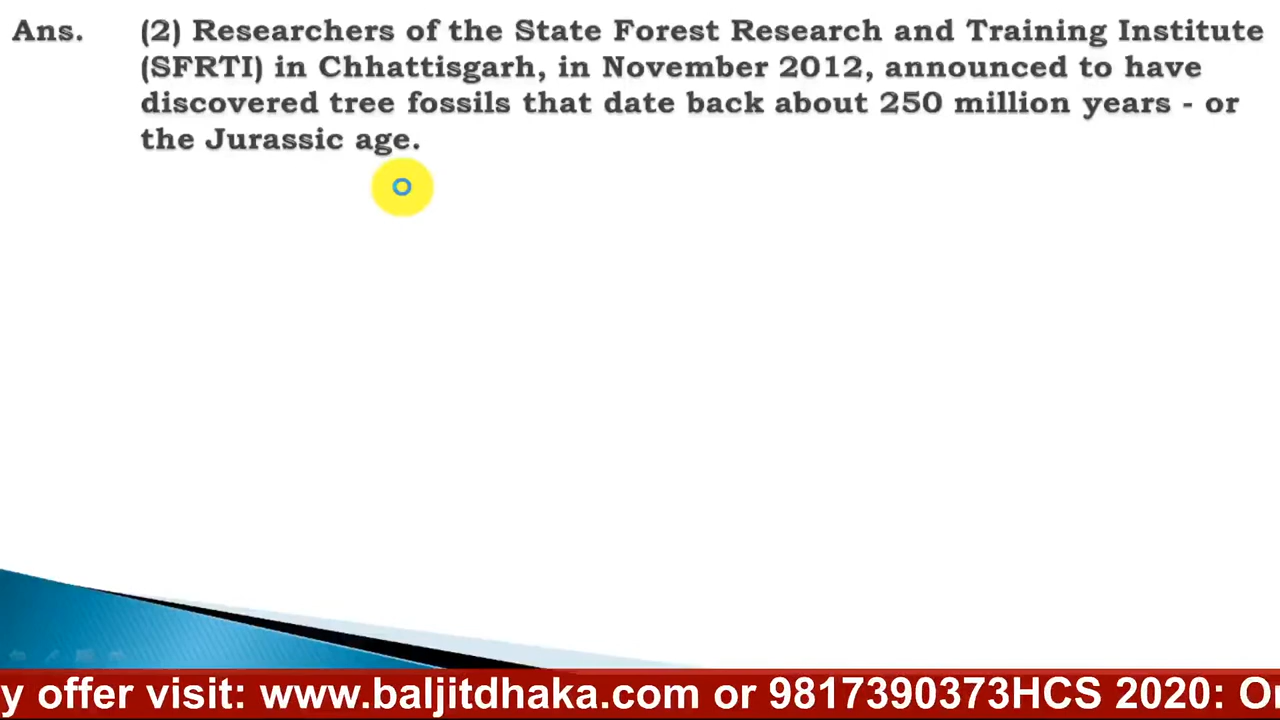 Ans. (2) Researchers of the State Forest Research and Training Institute
(SFRTI) in Chhattisgarh, in November 2012, announced to have
discovered tree fossils that date back about 250 million years - or
the Jurassic age.
y offer visit: www.baljitdhaka.com or 9817390373HCS 2020: O